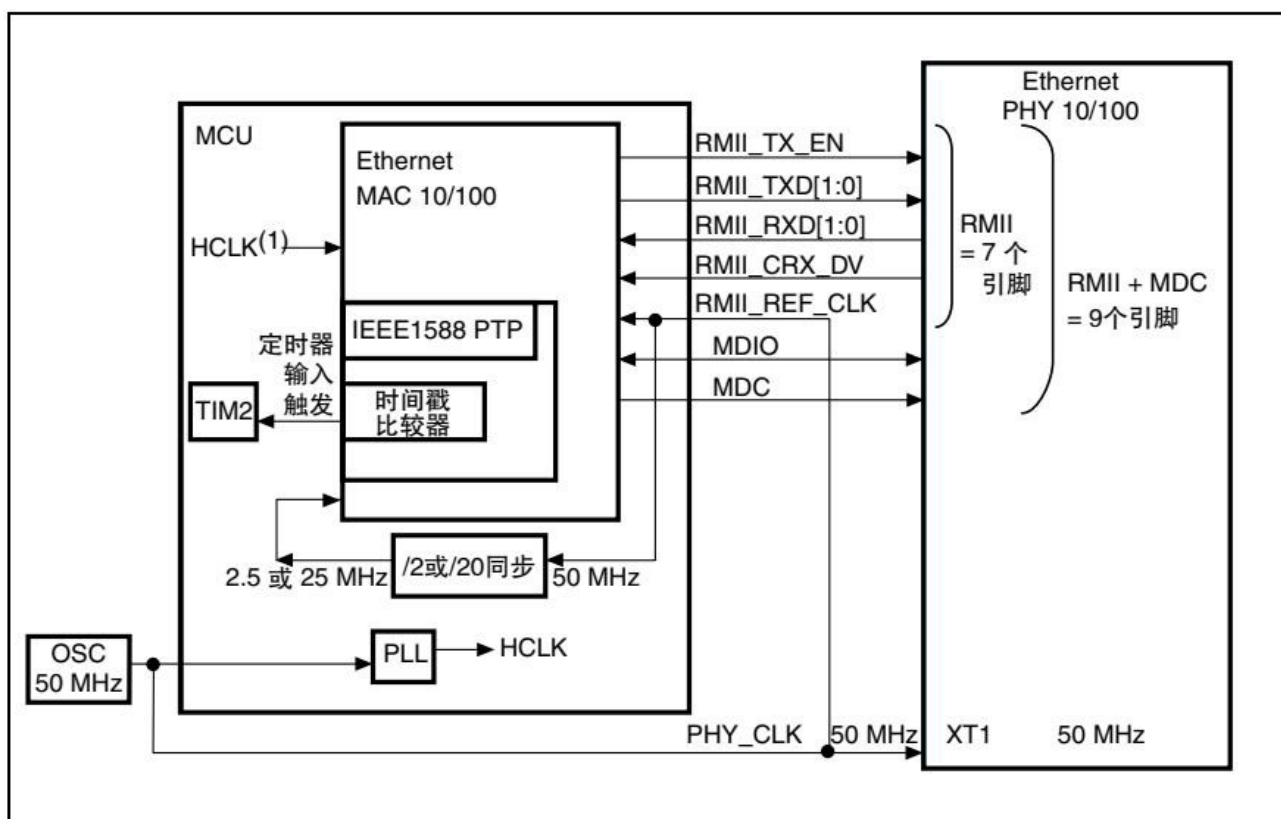 Ethernet
PHY 10/100
MCU
Ethernet
MAC 10/100
HCLK(1)
IEEE1588 PTP
定时器
输入
触发
时间戳
比较器
TIM2
RMII_TX_EN
RMII_TXD[1:0]
RMII_RXD[1:0]
RMII_CRX_DV
RMII_REF_CLK
MDIO
MDC
RMII
= 7 个
引脚
RMII + MDC
= 9个引脚
2.5 或 25 MHz
/2或/20同步
50 MHz
OSC
50 MHz
PLL
HCLK
PHY_CLK
50 MHz
XT1
50 MHz